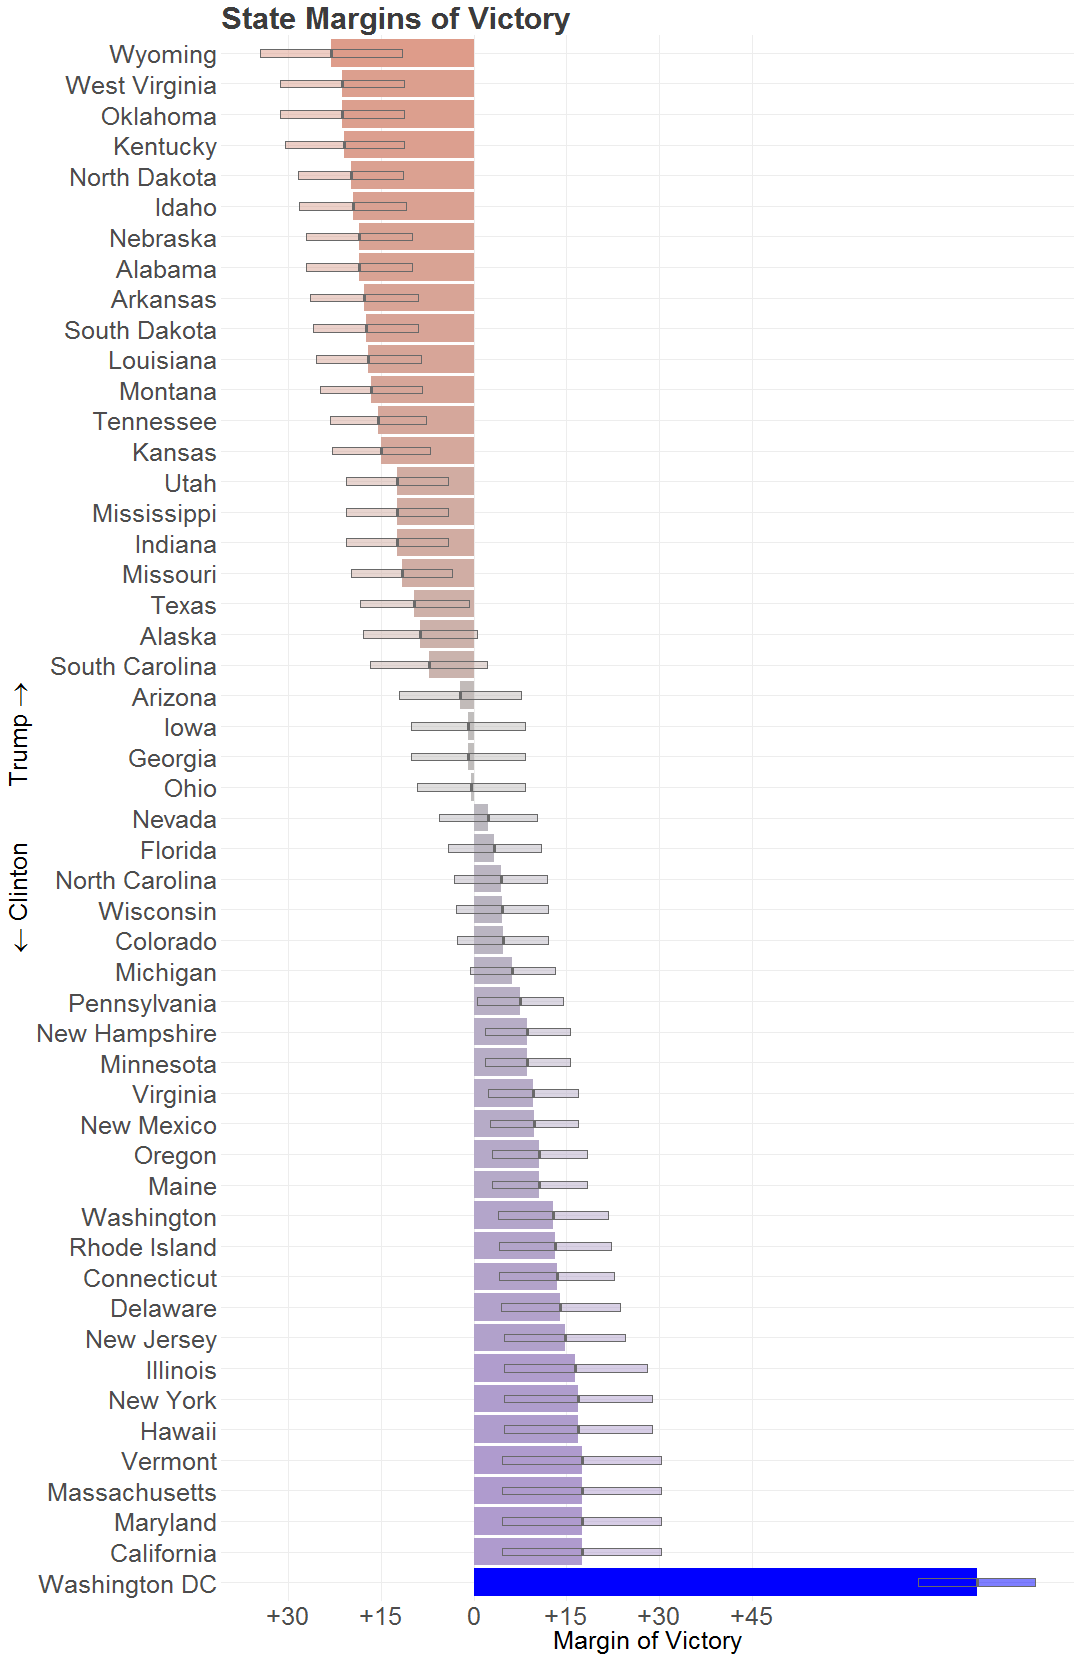 State Margins of Victory
Wyoming
West Virginia
Oklahoma
Kentucky
North Dakota
Idaho
Nebraska
Alabama
Arkansas
South Dakota
Louisiana
Montana
Tennessee
Kansas
Utah
Mississippi
Indiana
Missouri
Texas
Alaska
South Carolina
Arizona
Iowa
Georgia
Ohio
Nevada
Florida
North Carolina
Wisconsin
Colorado
Michigan
Pennsylvania
New Hampshire
Minnesota
Virginia
New Mexico
Oregon
Maine
Washington
Rhode Island
Connecticut
Delaware
New Jersey
Illinois
New York
Hawaii
Vermont
Massachusetts
Maryland
California
Washington DC
← Clinton Trump →
+30 +15 0 +15 +30 +45
Margin of Victory